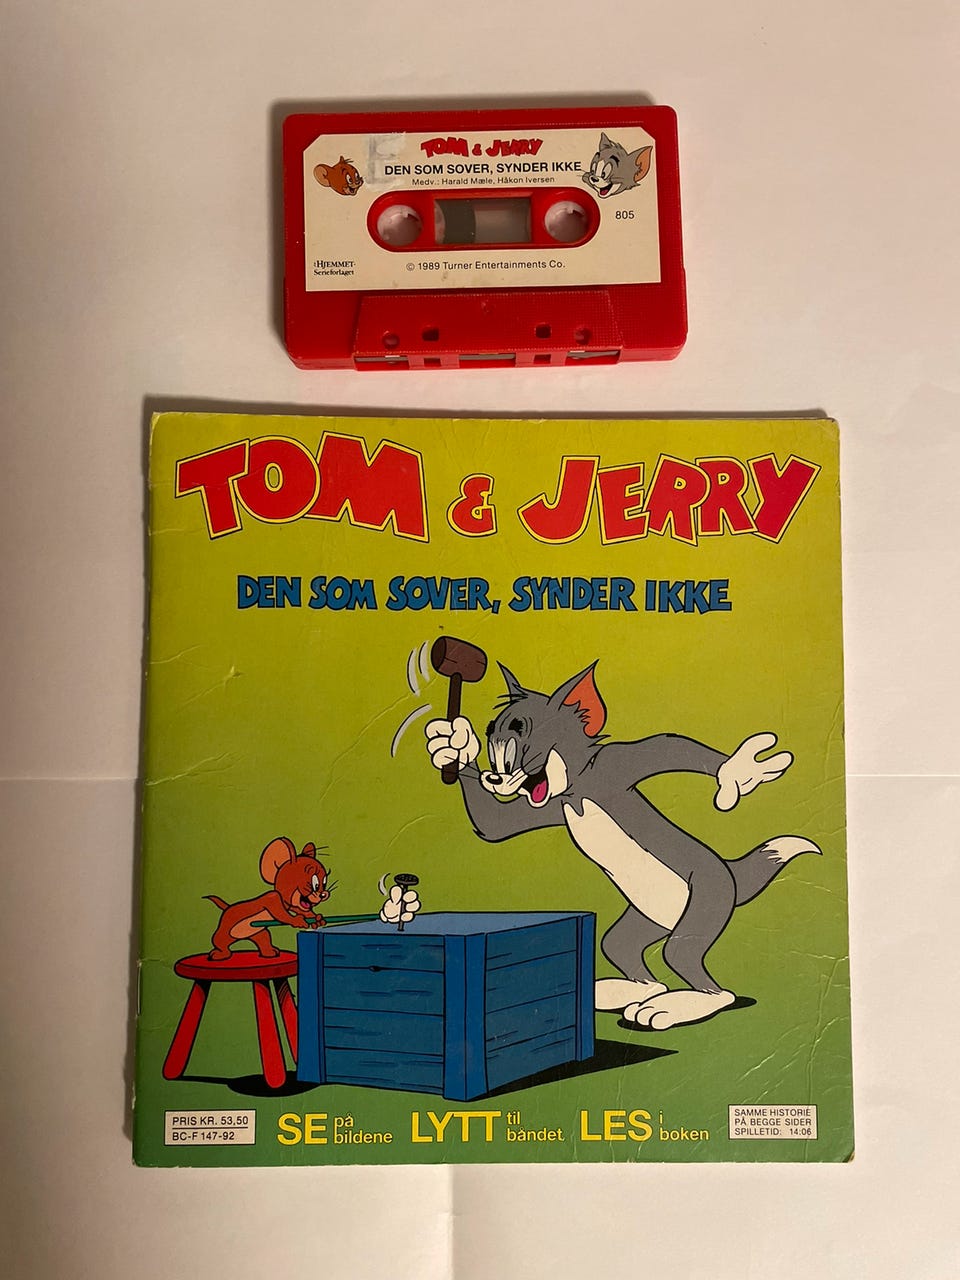 TOM & JERRY
DEN SOM SOVER, SYNDER IKKE
Medv.: Harald Mæle, Håkon Iversen
805
HJEMMET
Serieforlaget
© 1989 Turner Entertainments Co.
TOM & JERRY
DEN SOM SOVER, SYNDER IKKE
PRIS KR. 53,50
BC-F 147-92
SE på bildene
LYTT til båndet
LES i boken
SAMME HISTORIE
PÅ BEGGE SIDER
SPILLETID: 14:06